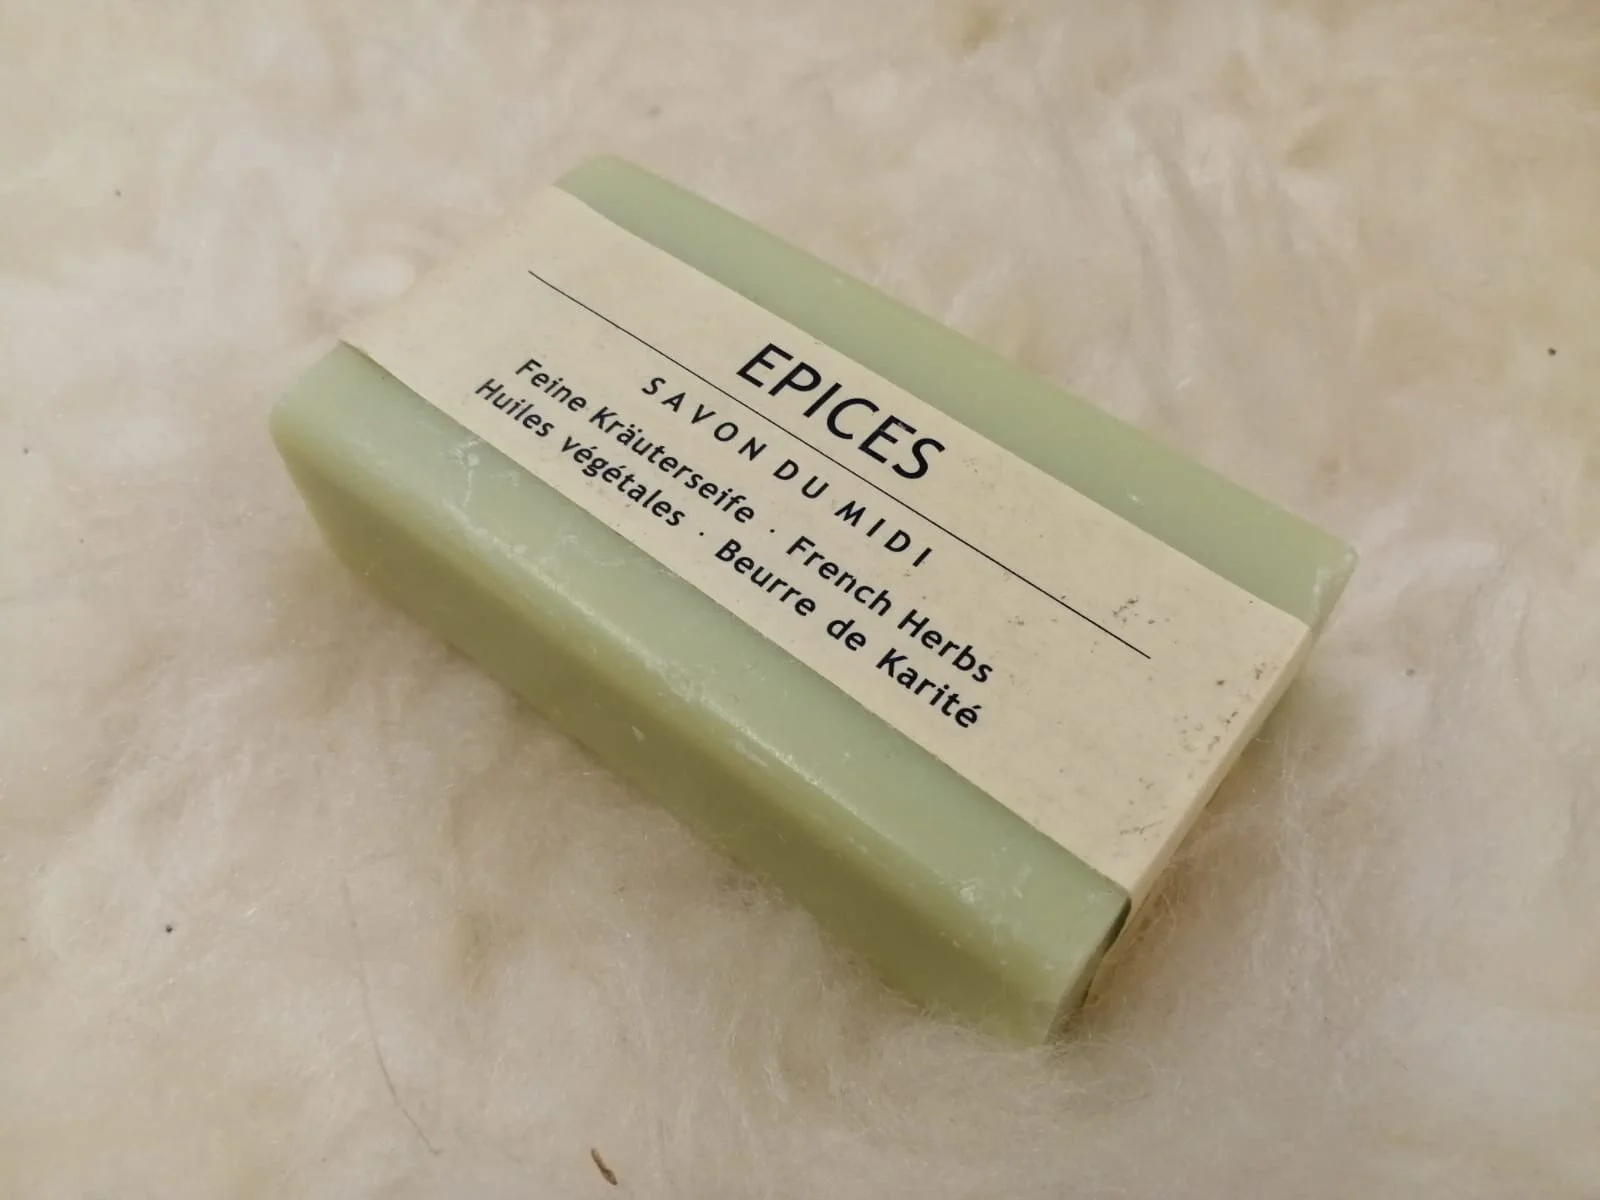 EPICES
SAVON DU MIDI
Feine Kräuterseife · French Herbs
Huiles végétales · Beurre de Karité